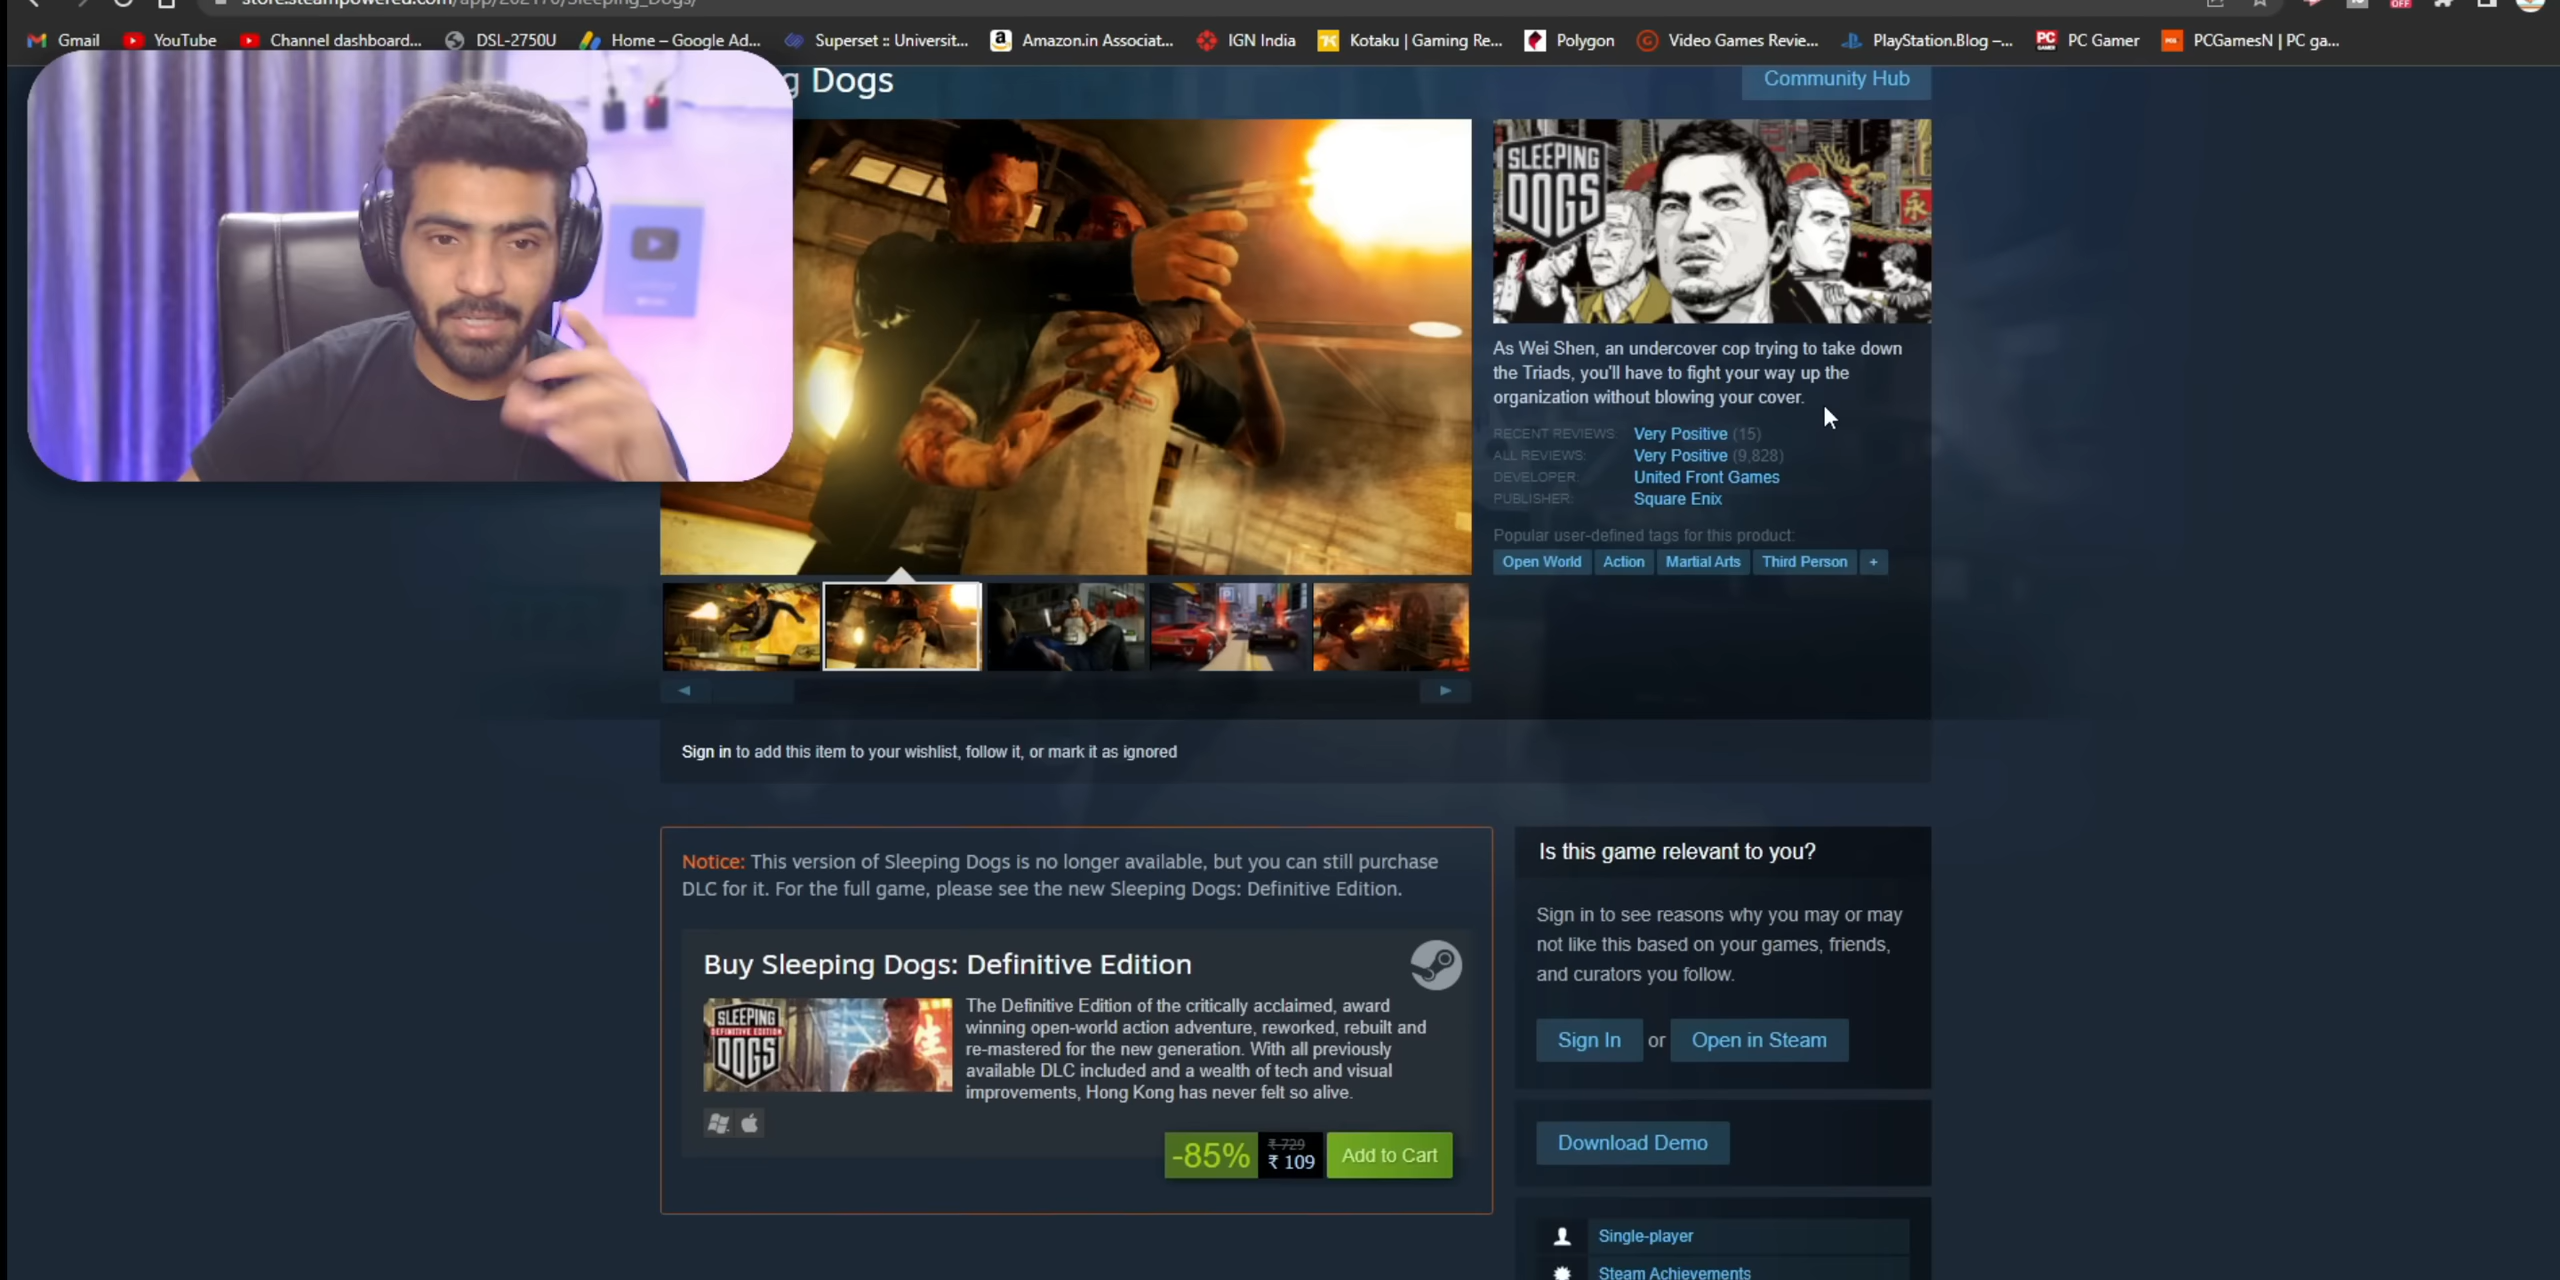 store.steampowered.com/app/202170/Sleeping_Dogs/
Gmail
YouTube
Channel dashboard...
DSL-2750U
Home – Google Ad...
Superset :: Universit...
Amazon.in Associat...
IGN India
Kotaku | Gaming Re...
Polygon
Video Games Revie...
PlayStation.Blog –...
PC Gamer
PCGamesN | PC ga...
OFF
g Dogs
Community Hub
SLEEPING
DOGS
永
As Wei Shen, an undercover cop trying to take down
the Triads, you'll have to fight your way up the
organization without blowing your cover.
RECENT REVIEWS: Very Positive (15)
ALL REVIEWS: Very Positive (9,828)
DEVELOPER: United Front Games
PUBLISHER: Square Enix
Popular user-defined tags for this product:
Open World Action Martial Arts Third Person +
Sign in to add this item to your wishlist, follow it, or mark it as ignored
Notice: This version of Sleeping Dogs is no longer available, but you can still purchase
DLC for it. For the full game, please see the new Sleeping Dogs: Definitive Edition.
Buy Sleeping Dogs: Definitive Edition
SLEEPING
DEFINITIVE EDITION
DOGS
生
The Definitive Edition of the critically acclaimed, award
winning open-world action adventure, reworked, rebuilt and
re-mastered for the new generation. With all previously
available DLC included and a wealth of tech and visual
improvements, Hong Kong has never felt so alive.
-85%
₹ 729
₹ 109
Add to Cart
Is this game relevant to you?
Sign in to see reasons why you may or may
not like this based on your games, friends,
and curators you follow.
Sign In or Open in Steam
Download Demo
Single-player
Steam Achievements